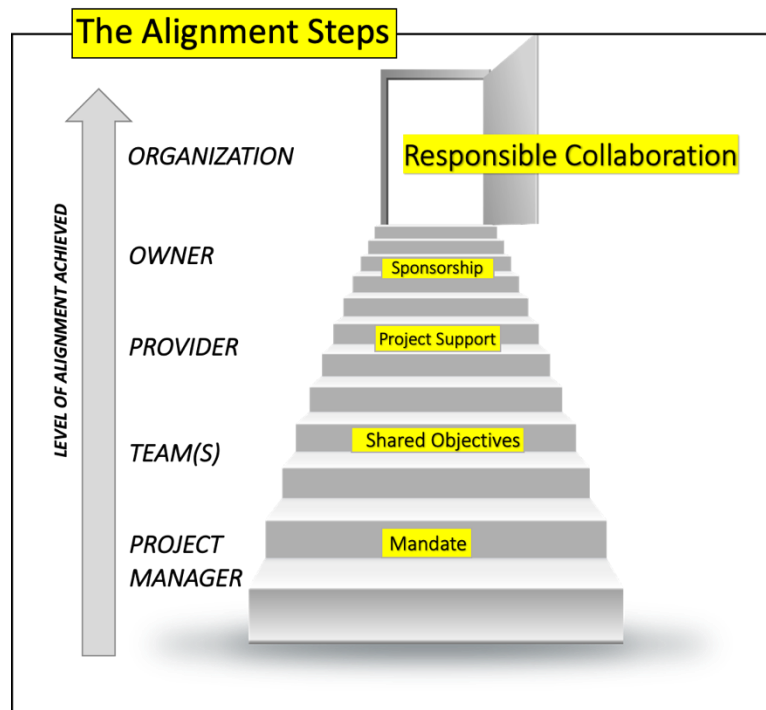 The Alignment Steps
ORGANIZATION
Responsible Collaboration
OWNER
Sponsorship
PROVIDER
Project Support
LEVEL OF ALIGNMENT ACHIEVED
TEAM(S)
Shared Objectives
PROJECT
MANAGER
Mandate